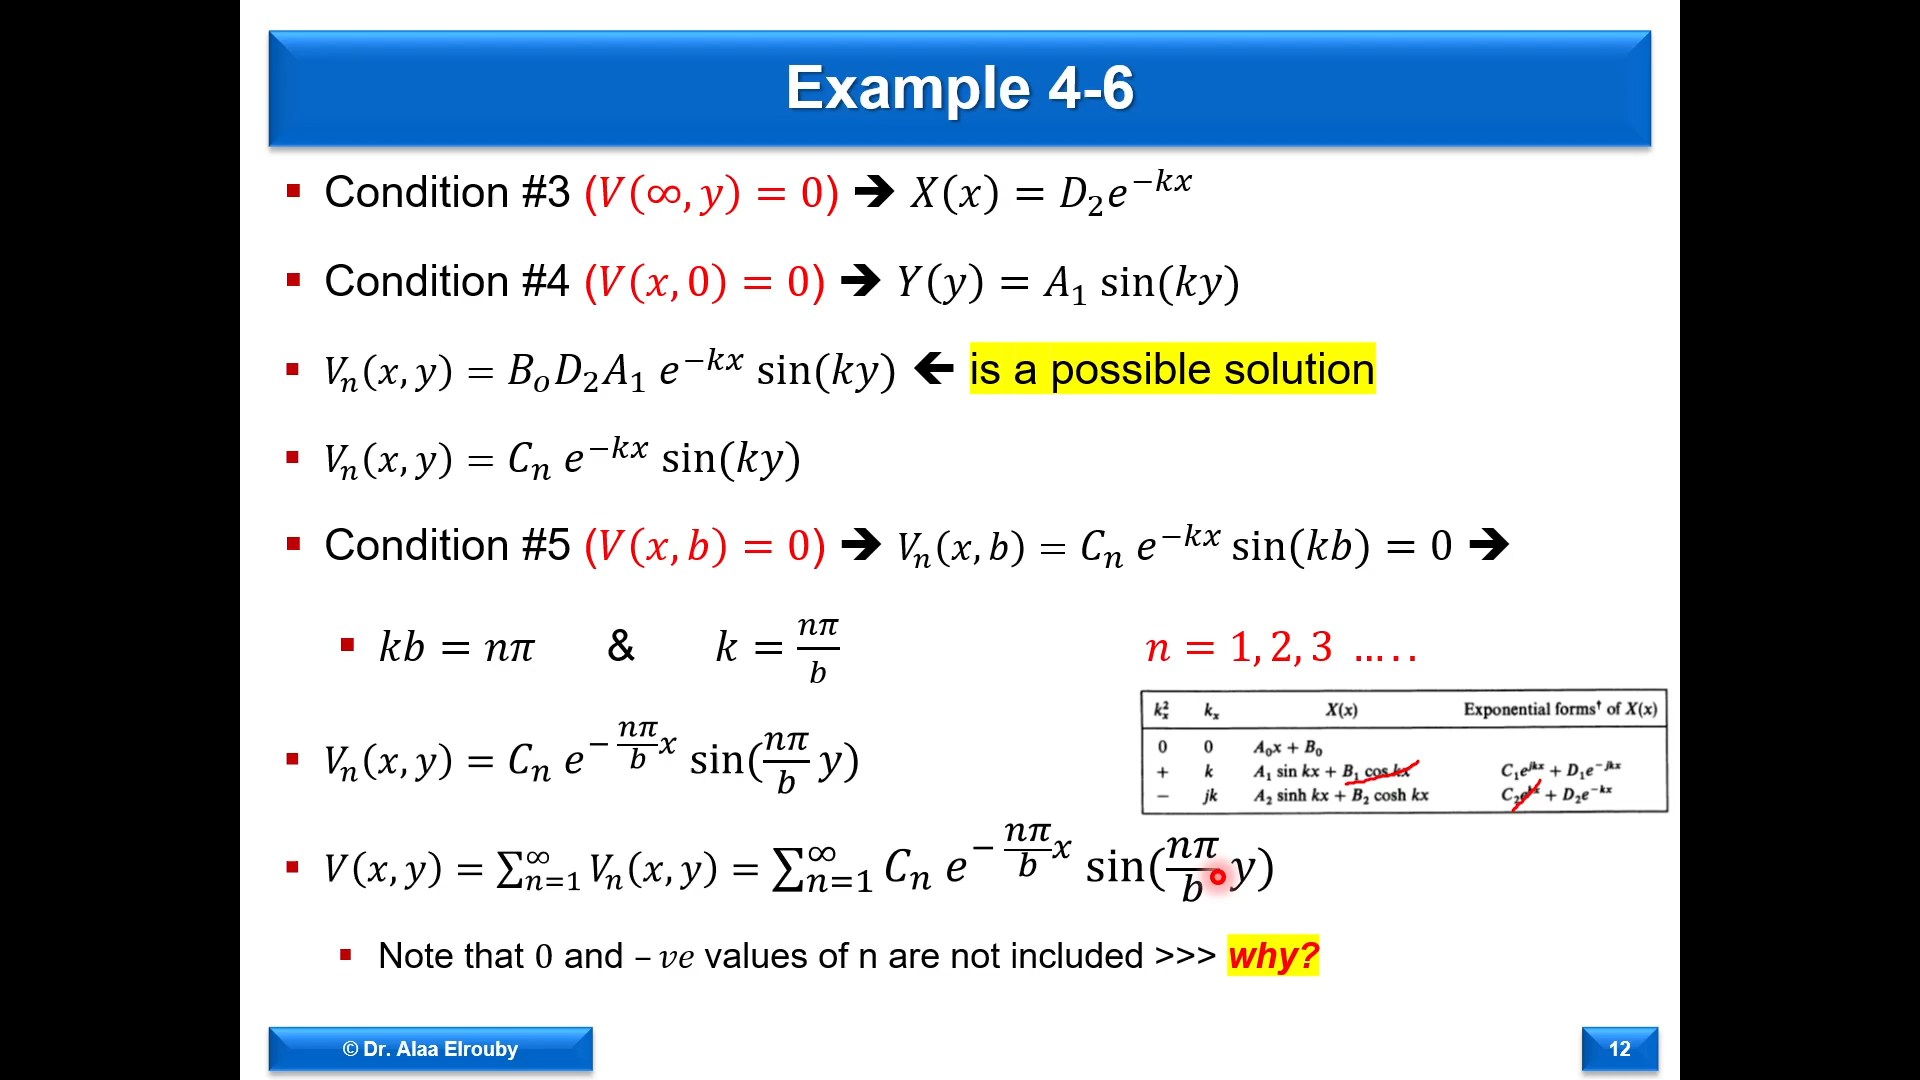 Example 4-6
▪ Condition #3 (V(∞, y) = 0) ➔ X(x) = D₂e^{−kx}
▪ Condition #4 (V(x, 0) = 0) ➔ Y(y) = A₁ sin(ky)
▪ Vₙ(x, y) = BₒD₂A₁ e^{−kx} sin(ky) 🡰 is a possible solution
▪ Vₙ(x, y) = Cₙ e^{−kx} sin(ky)
▪ Condition #5 (V(x, b) = 0) ➔ Vₙ(x, b) = Cₙ e^{−kx} sin(kb) = 0 ➔
▪ kb = nπ & k = nπ/b n = 1, 2, 3 …..
▪ Vₙ(x, y) = Cₙ e^{−(nπ/b)x} sin((nπ/b) y)
k²ₓ kₓ X(x) Exponential forms† of X(x)
0 0 A₀x + B₀
+ k A₁ sin kx + B₁ cos kx C₁e^{jkx} + D₁e^{−jkx}
− jk A₂ sinh kx + B₂ cosh kx C₂e^{kx} + D₂e^{−kx}
▪ V(x, y) = ∑_{n=1}^{∞} Vₙ(x, y) = ∑_{n=1}^{∞} Cₙ e^{−(nπ/b)x} sin((nπ/b) y)
▪ Note that 0 and – ve values of n are not included >>> why?
© Dr. Alaa Elrouby
12